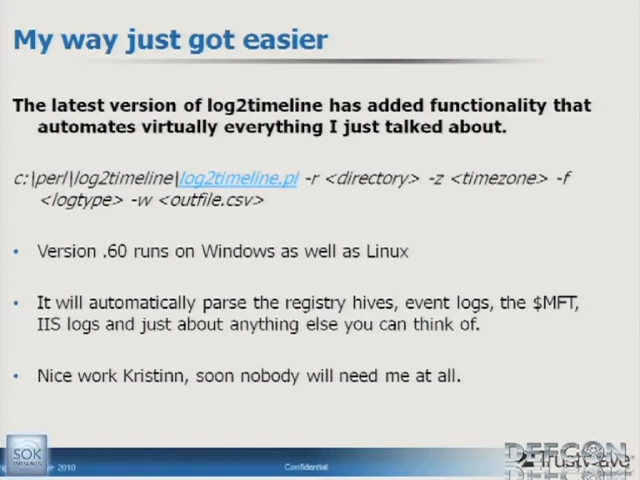 My way just got easier
The latest version of log2timeline has added functionality that
automates virtually everything I just talked about.
c:\perl\log2timeline\log2timeline.pl -r <directory> -z <timezone> -f
<logtype> -w <outfile.csv>
• Version .60 runs on Windows as well as Linux
• It will automatically parse the registry hives, event logs, the $MFT,
IIS logs and just about anything else you can think of.
• Nice work Kristinn, soon nobody will need me at all.
SOK
2010
Confidential
DEFCON
Trustwave